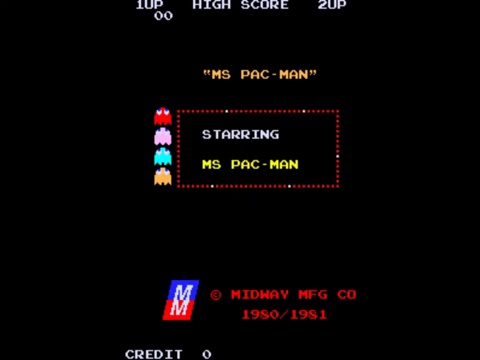 1UP HIGH SCORE 2UP
00
"MS PAC-MAN"
STARRING
MS PAC-MAN
MM
© MIDWAY MFG CO
1980/1981
CREDIT 0